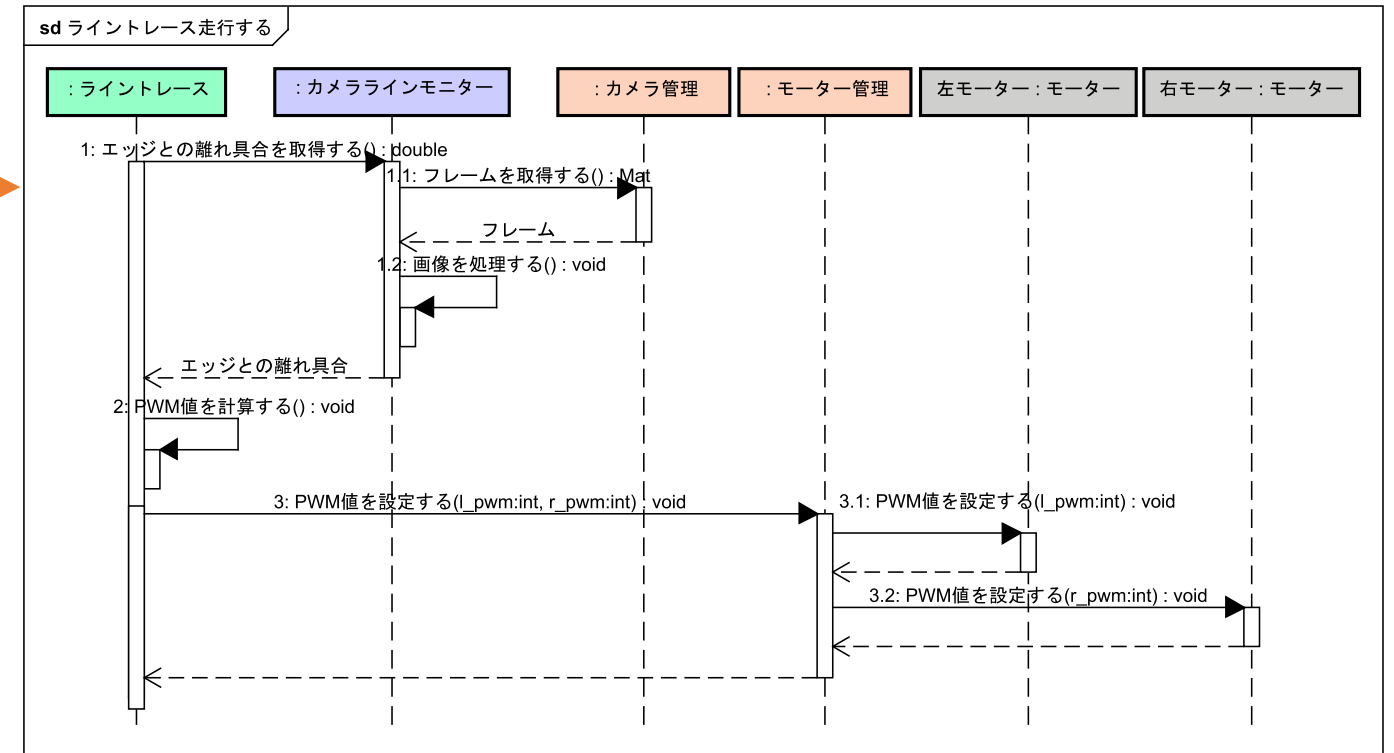 sd ライントレース走行する
: ライントレース
: カメララインモニター
: カメラ管理
: モーター管理
左モーター : モーター
右モーター : モーター
1: エッジとの離れ具合を取得する() : double
1.1: フレームを取得する() : Mat
フレーム
1.2: 画像を処理する() : void
エッジとの離れ具合
2: PWM値を計算する() : void
3: PWM値を設定する(l_pwm:int, r_pwm:int) : void
3.1: PWM値を設定する(l_pwm:int) : void
3.2: PWM値を設定する(r_pwm:int) : void